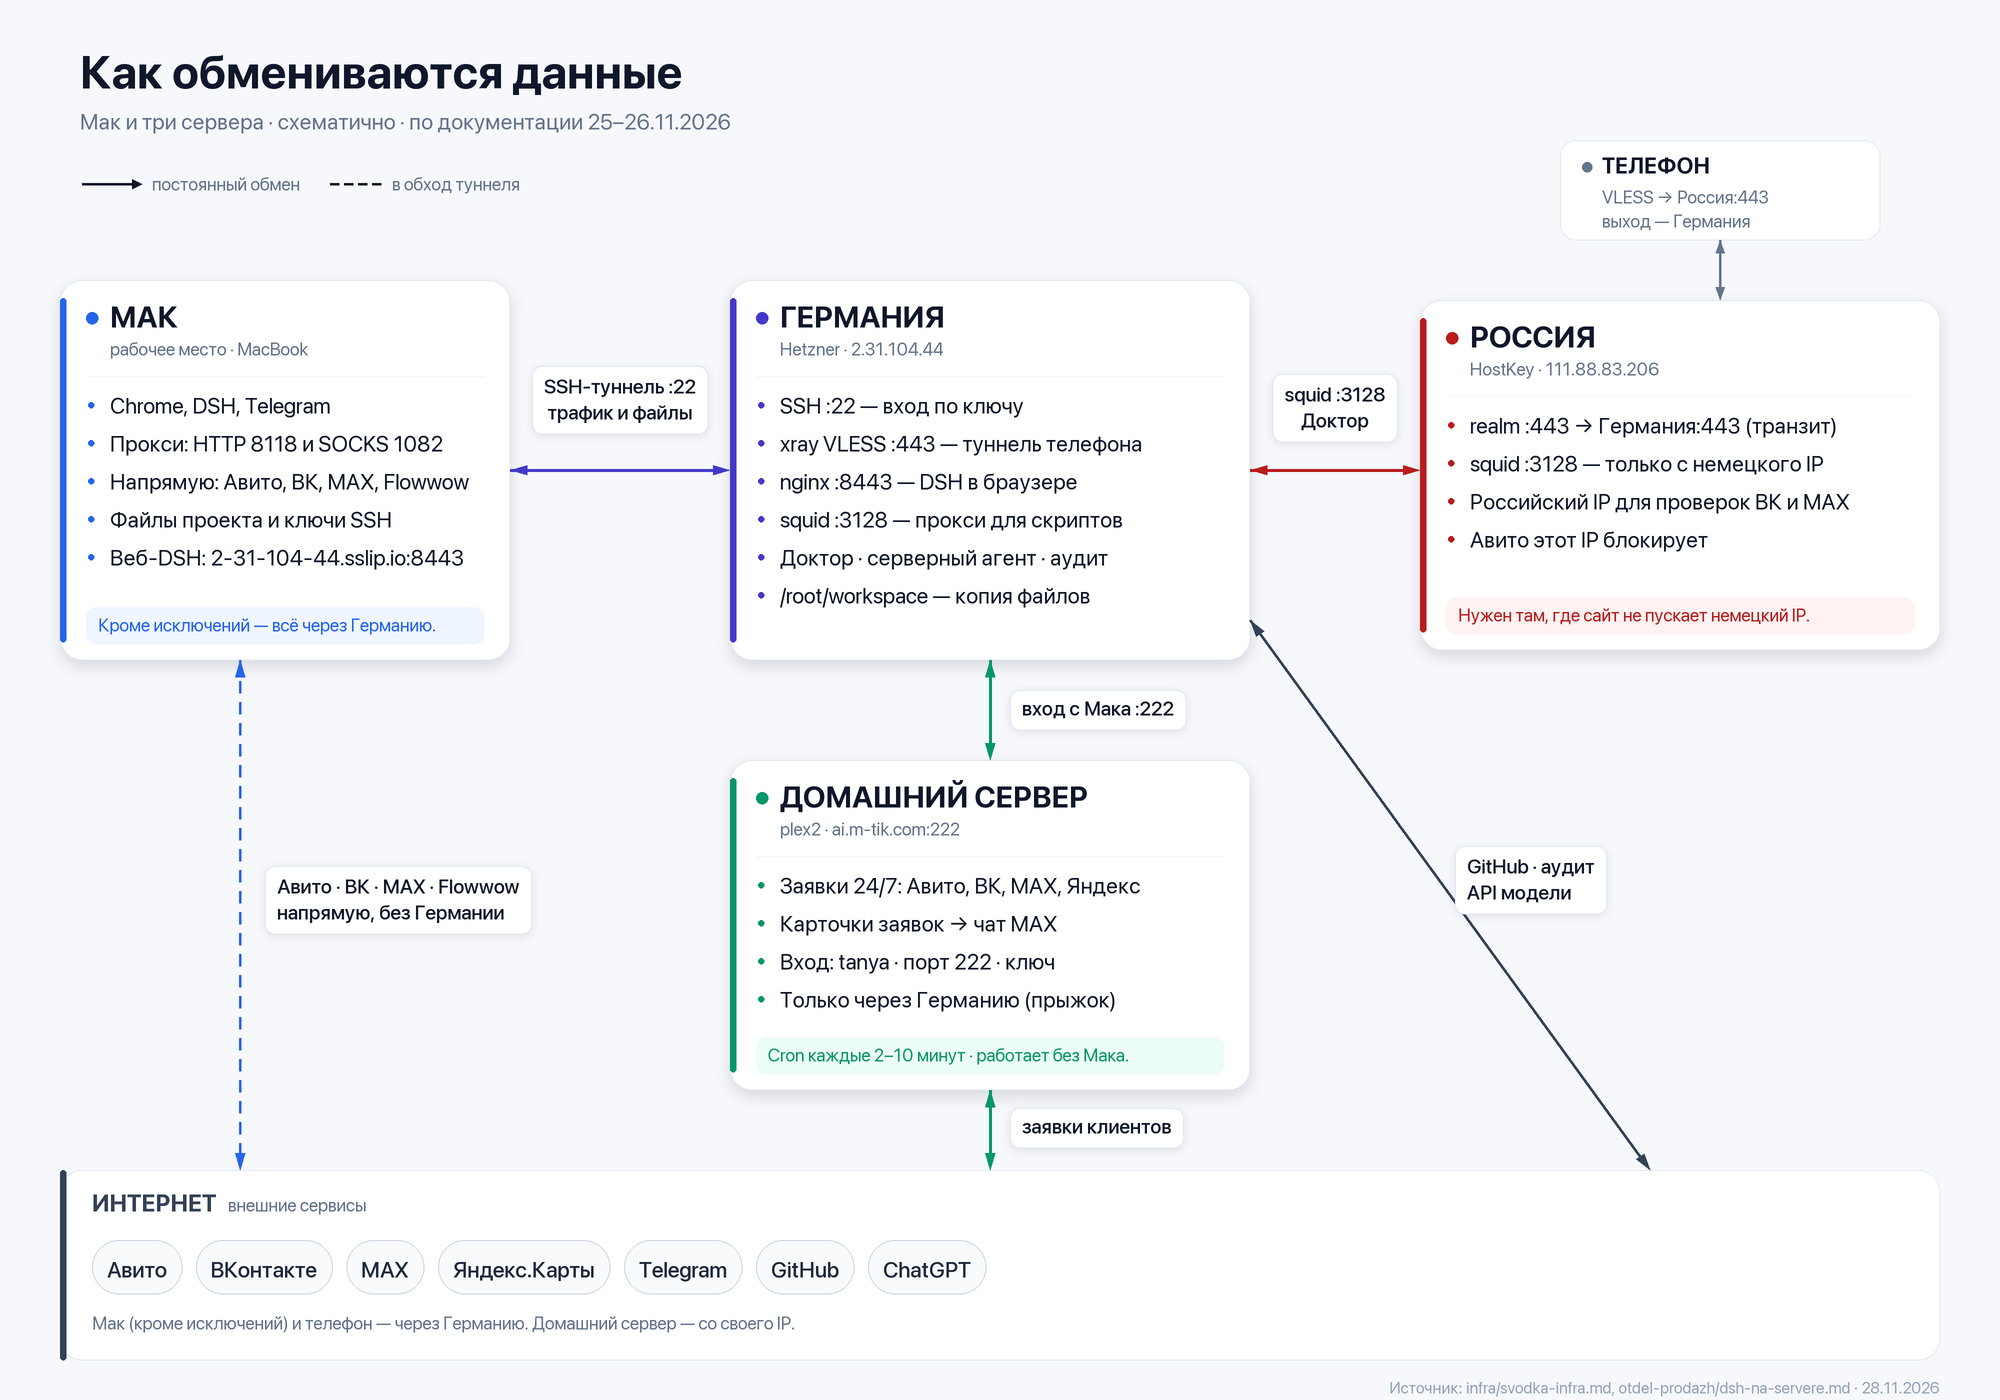 Как обмениваются данные
Мак и три сервера · схематично · по документации 25–26.11.2026
постоянный обмен
в обход туннеля
ТЕЛЕФОН
VLESS → Россия:443
выход — Германия
МАК
рабочее место · MacBook
Chrome, DSH, Telegram
Прокси: HTTP 8118 и SOCKS 1082
Напрямую: Авито, ВК, MAX, Flowwow
Файлы проекта и ключи SSH
Веб-DSH: 2-31-104-44.sslip.io:8443
Кроме исключений — всё через Германию.
SSH-туннель :22
трафик и файлы
ГЕРМАНИЯ
Hetzner · 2.31.104.44
SSH :22 — вход по ключу
xray VLESS :443 — туннель телефона
nginx :8443 — DSH в браузере
squid :3128 — прокси для скриптов
Доктор · серверный агент · аудит
/root/workspace — копия файлов
squid :3128
Доктор
РОССИЯ
HostKey · 111.88.83.206
realm :443 → Германия:443 (транзит)
squid :3128 — только с немецкого IP
Российский IP для проверок ВК и MAX
Авито этот IP блокирует
Нужен там, где сайт не пускает немецкий IP.
вход с Мака :222
ДОМАШНИЙ СЕРВЕР
plex2 · ai.m-tik.com:222
Заявки 24/7: Авито, ВК, MAX, Яндекс
Карточки заявок → чат MAX
Вход: tanya · порт 222 · ключ
Только через Германию (прыжок)
Cron каждые 2–10 минут · работает без Мака.
Авито · ВК · MAX · Flowwow
напрямую, без Германии
GitHub · аудит
API модели
заявки клиентов
ИНТЕРНЕТ внешние сервисы
Авито
ВКонтакте
MAX
Яндекс.Карты
Telegram
GitHub
ChatGPT
Мак (кроме исключений) и телефон — через Германию. Домашний сервер — со своего IP.
Источник: infra/svodka-infra.md, otdel-prodazh/dsh-na-servere.md · 28.11.2026